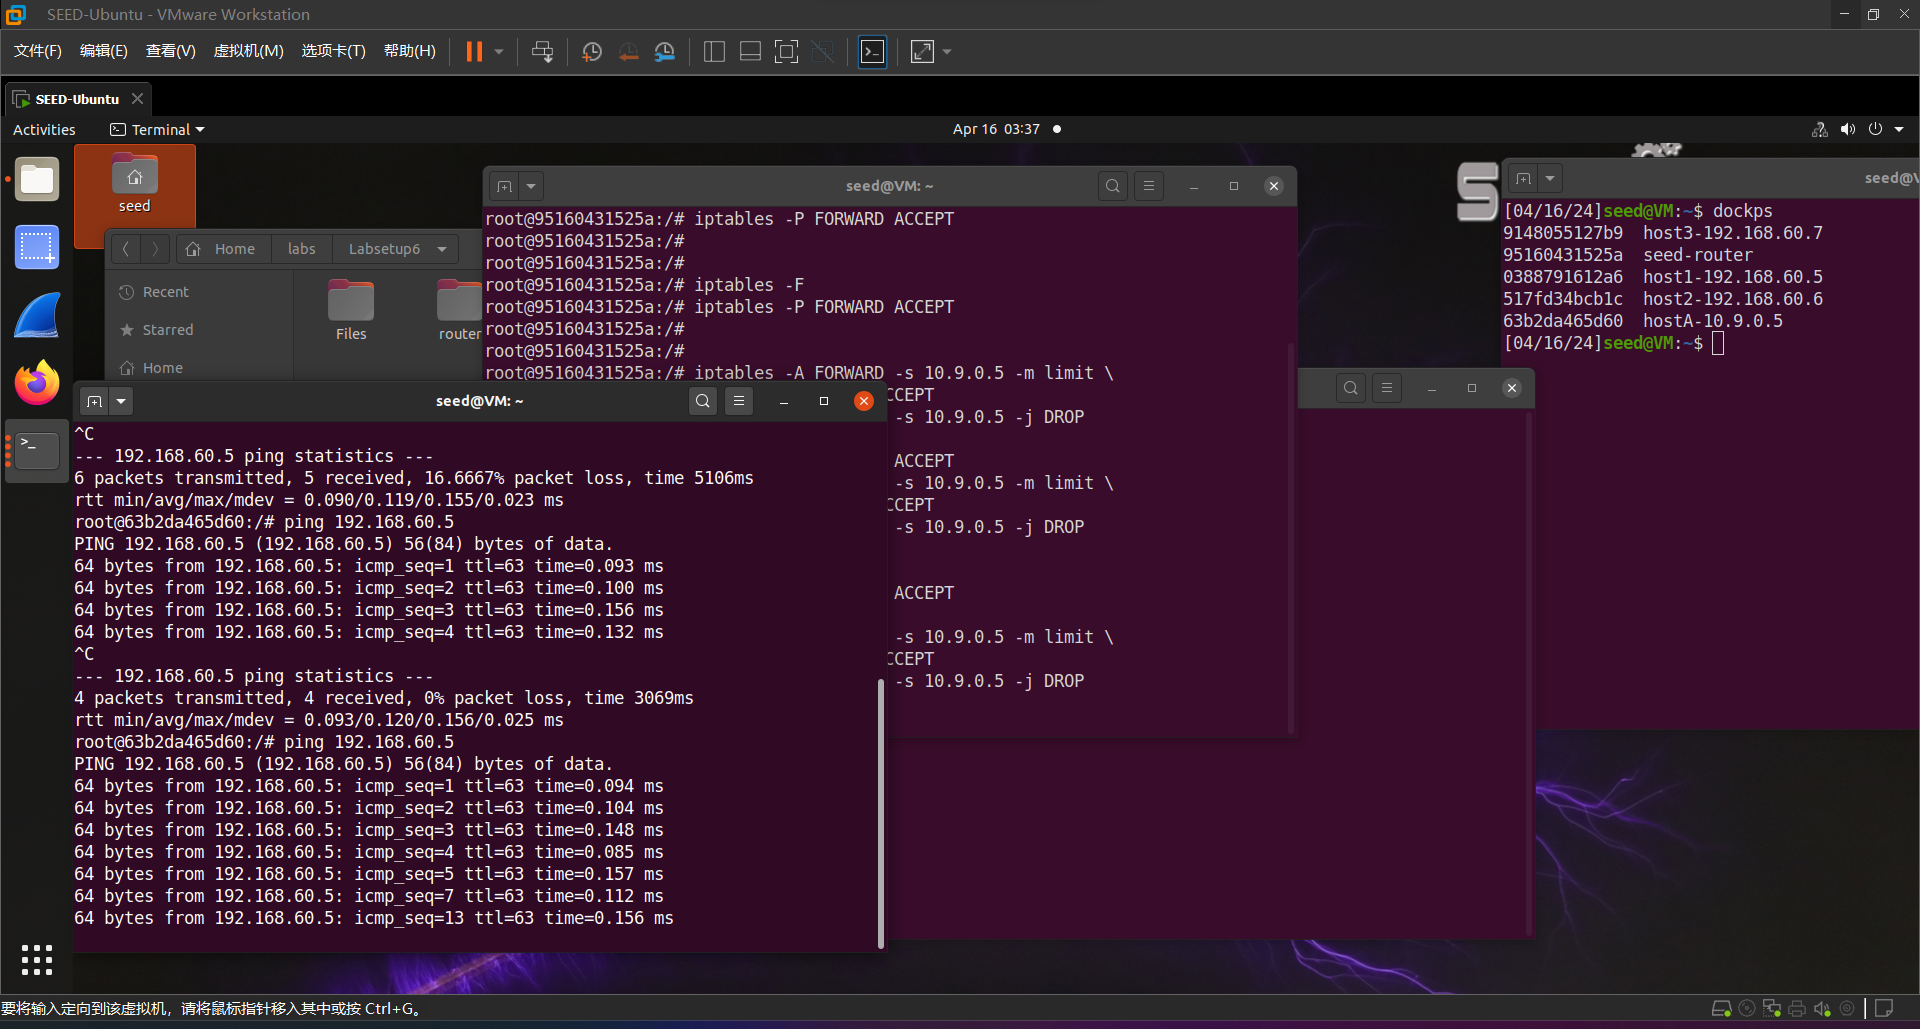 SEED-Ubuntu - VMware Workstation
文件(F) 编辑(E) 查看(V) 虚拟机(M) 选项卡(T) 帮助(H)
SEED-Ubuntu
Activities Terminal Apr 16 03:37
seed
Home labs Labsetup6
Recent
Starred
Home
Files
router
seed@VM: ~
root@95160431525a:/# iptables -P FORWARD ACCEPT
root@95160431525a:/#
root@95160431525a:/#
root@95160431525a:/# iptables -F
root@95160431525a:/# iptables -P FORWARD ACCEPT
root@95160431525a:/#
root@95160431525a:/#
root@95160431525a:/# iptables -A FORWARD -s 10.9.0.5 -m limit \
CCEPT
-s 10.9.0.5 -j DROP
ACCEPT
-s 10.9.0.5 -m limit \
CCEPT
-s 10.9.0.5 -j DROP
ACCEPT
-s 10.9.0.5 -m limit \
CCEPT
-s 10.9.0.5 -j DROP
seed@V
[04/16/24]seed@VM:~$ dockps
9148055127b9 host3-192.168.60.7
95160431525a seed-router
0388791612a6 host1-192.168.60.5
517fd34bcb1c host2-192.168.60.6
63b2da465d60 hostA-10.9.0.5
[04/16/24]seed@VM:~$
seed@VM: ~
^C
--- 192.168.60.5 ping statistics ---
6 packets transmitted, 5 received, 16.6667% packet loss, time 5106ms
rtt min/avg/max/mdev = 0.090/0.119/0.155/0.023 ms
root@63b2da465d60:/# ping 192.168.60.5
PING 192.168.60.5 (192.168.60.5) 56(84) bytes of data.
64 bytes from 192.168.60.5: icmp_seq=1 ttl=63 time=0.093 ms
64 bytes from 192.168.60.5: icmp_seq=2 ttl=63 time=0.100 ms
64 bytes from 192.168.60.5: icmp_seq=3 ttl=63 time=0.156 ms
64 bytes from 192.168.60.5: icmp_seq=4 ttl=63 time=0.132 ms
^C
--- 192.168.60.5 ping statistics ---
4 packets transmitted, 4 received, 0% packet loss, time 3069ms
rtt min/avg/max/mdev = 0.093/0.120/0.156/0.025 ms
root@63b2da465d60:/# ping 192.168.60.5
PING 192.168.60.5 (192.168.60.5) 56(84) bytes of data.
64 bytes from 192.168.60.5: icmp_seq=1 ttl=63 time=0.094 ms
64 bytes from 192.168.60.5: icmp_seq=2 ttl=63 time=0.104 ms
64 bytes from 192.168.60.5: icmp_seq=3 ttl=63 time=0.148 ms
64 bytes from 192.168.60.5: icmp_seq=4 ttl=63 time=0.085 ms
64 bytes from 192.168.60.5: icmp_seq=5 ttl=63 time=0.157 ms
64 bytes from 192.168.60.5: icmp_seq=7 ttl=63 time=0.112 ms
64 bytes from 192.168.60.5: icmp_seq=13 ttl=63 time=0.156 ms
要将输入定向到该虚拟机，请将鼠标指针移入其中或按 Ctrl+G。